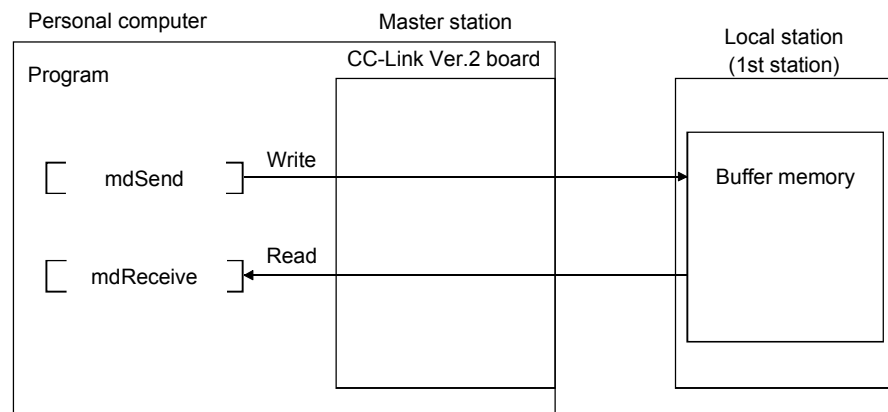 Personal computer
Master station
Local station
(1st station)
CC-Link Ver.2 board
Program
Write
mdSend
Buffer memory
Read
mdReceive